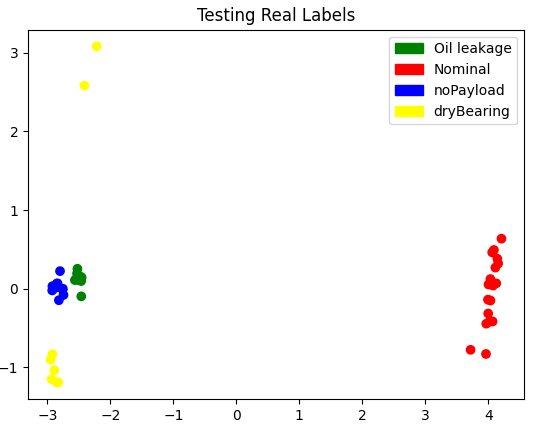 Testing Real Labels
Oil leakage
Nominal
noPayload
dryBearing
3
2
1
0
−1
−3
−2
−1
0
1
2
3
4